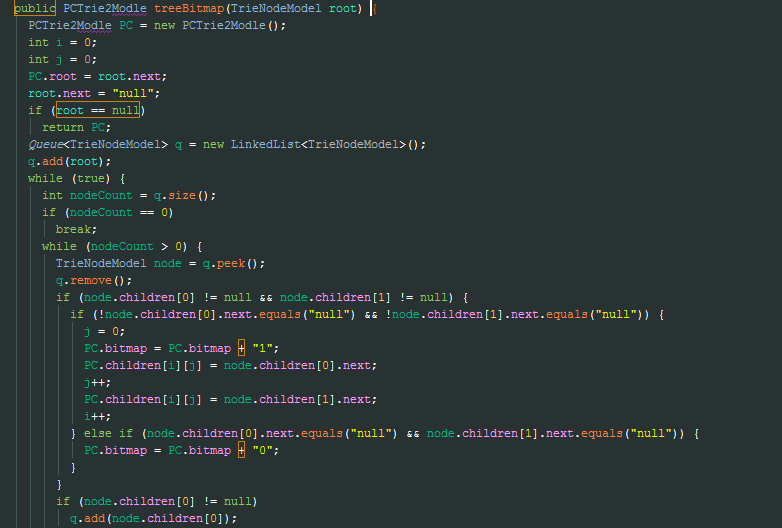 public PCTrie2Modle treeBitmap(TrieNodeModel root) {
PCTrie2Modle PC = new PCTrie2Modle();
int i = 0;
int j = 0;
PC.root = root.next;
root.next = "null";
if (root == null)
return PC;
Queue<TrieNodeModel> q = new LinkedList<TrieNodeModel>();
q.add(root);
while (true) {
int nodeCount = q.size();
if (nodeCount == 0)
break;
while (nodeCount > 0) {
TrieNodeModel node = q.peek();
q.remove();
if (node.children[0] != null && node.children[1] != null) {
if (!node.children[0].next.equals("null") && !node.children[1].next.equals("null")) {
j = 0;
PC.bitmap = PC.bitmap + "1";
PC.children[i][j] = node.children[0].next;
j++;
PC.children[i][j] = node.children[1].next;
i++;
} else if (node.children[0].next.equals("null") && node.children[1].next.equals("null")) {
PC.bitmap = PC.bitmap + "0";
}
}
if (node.children[0] != null)
q.add(node.children[0]);